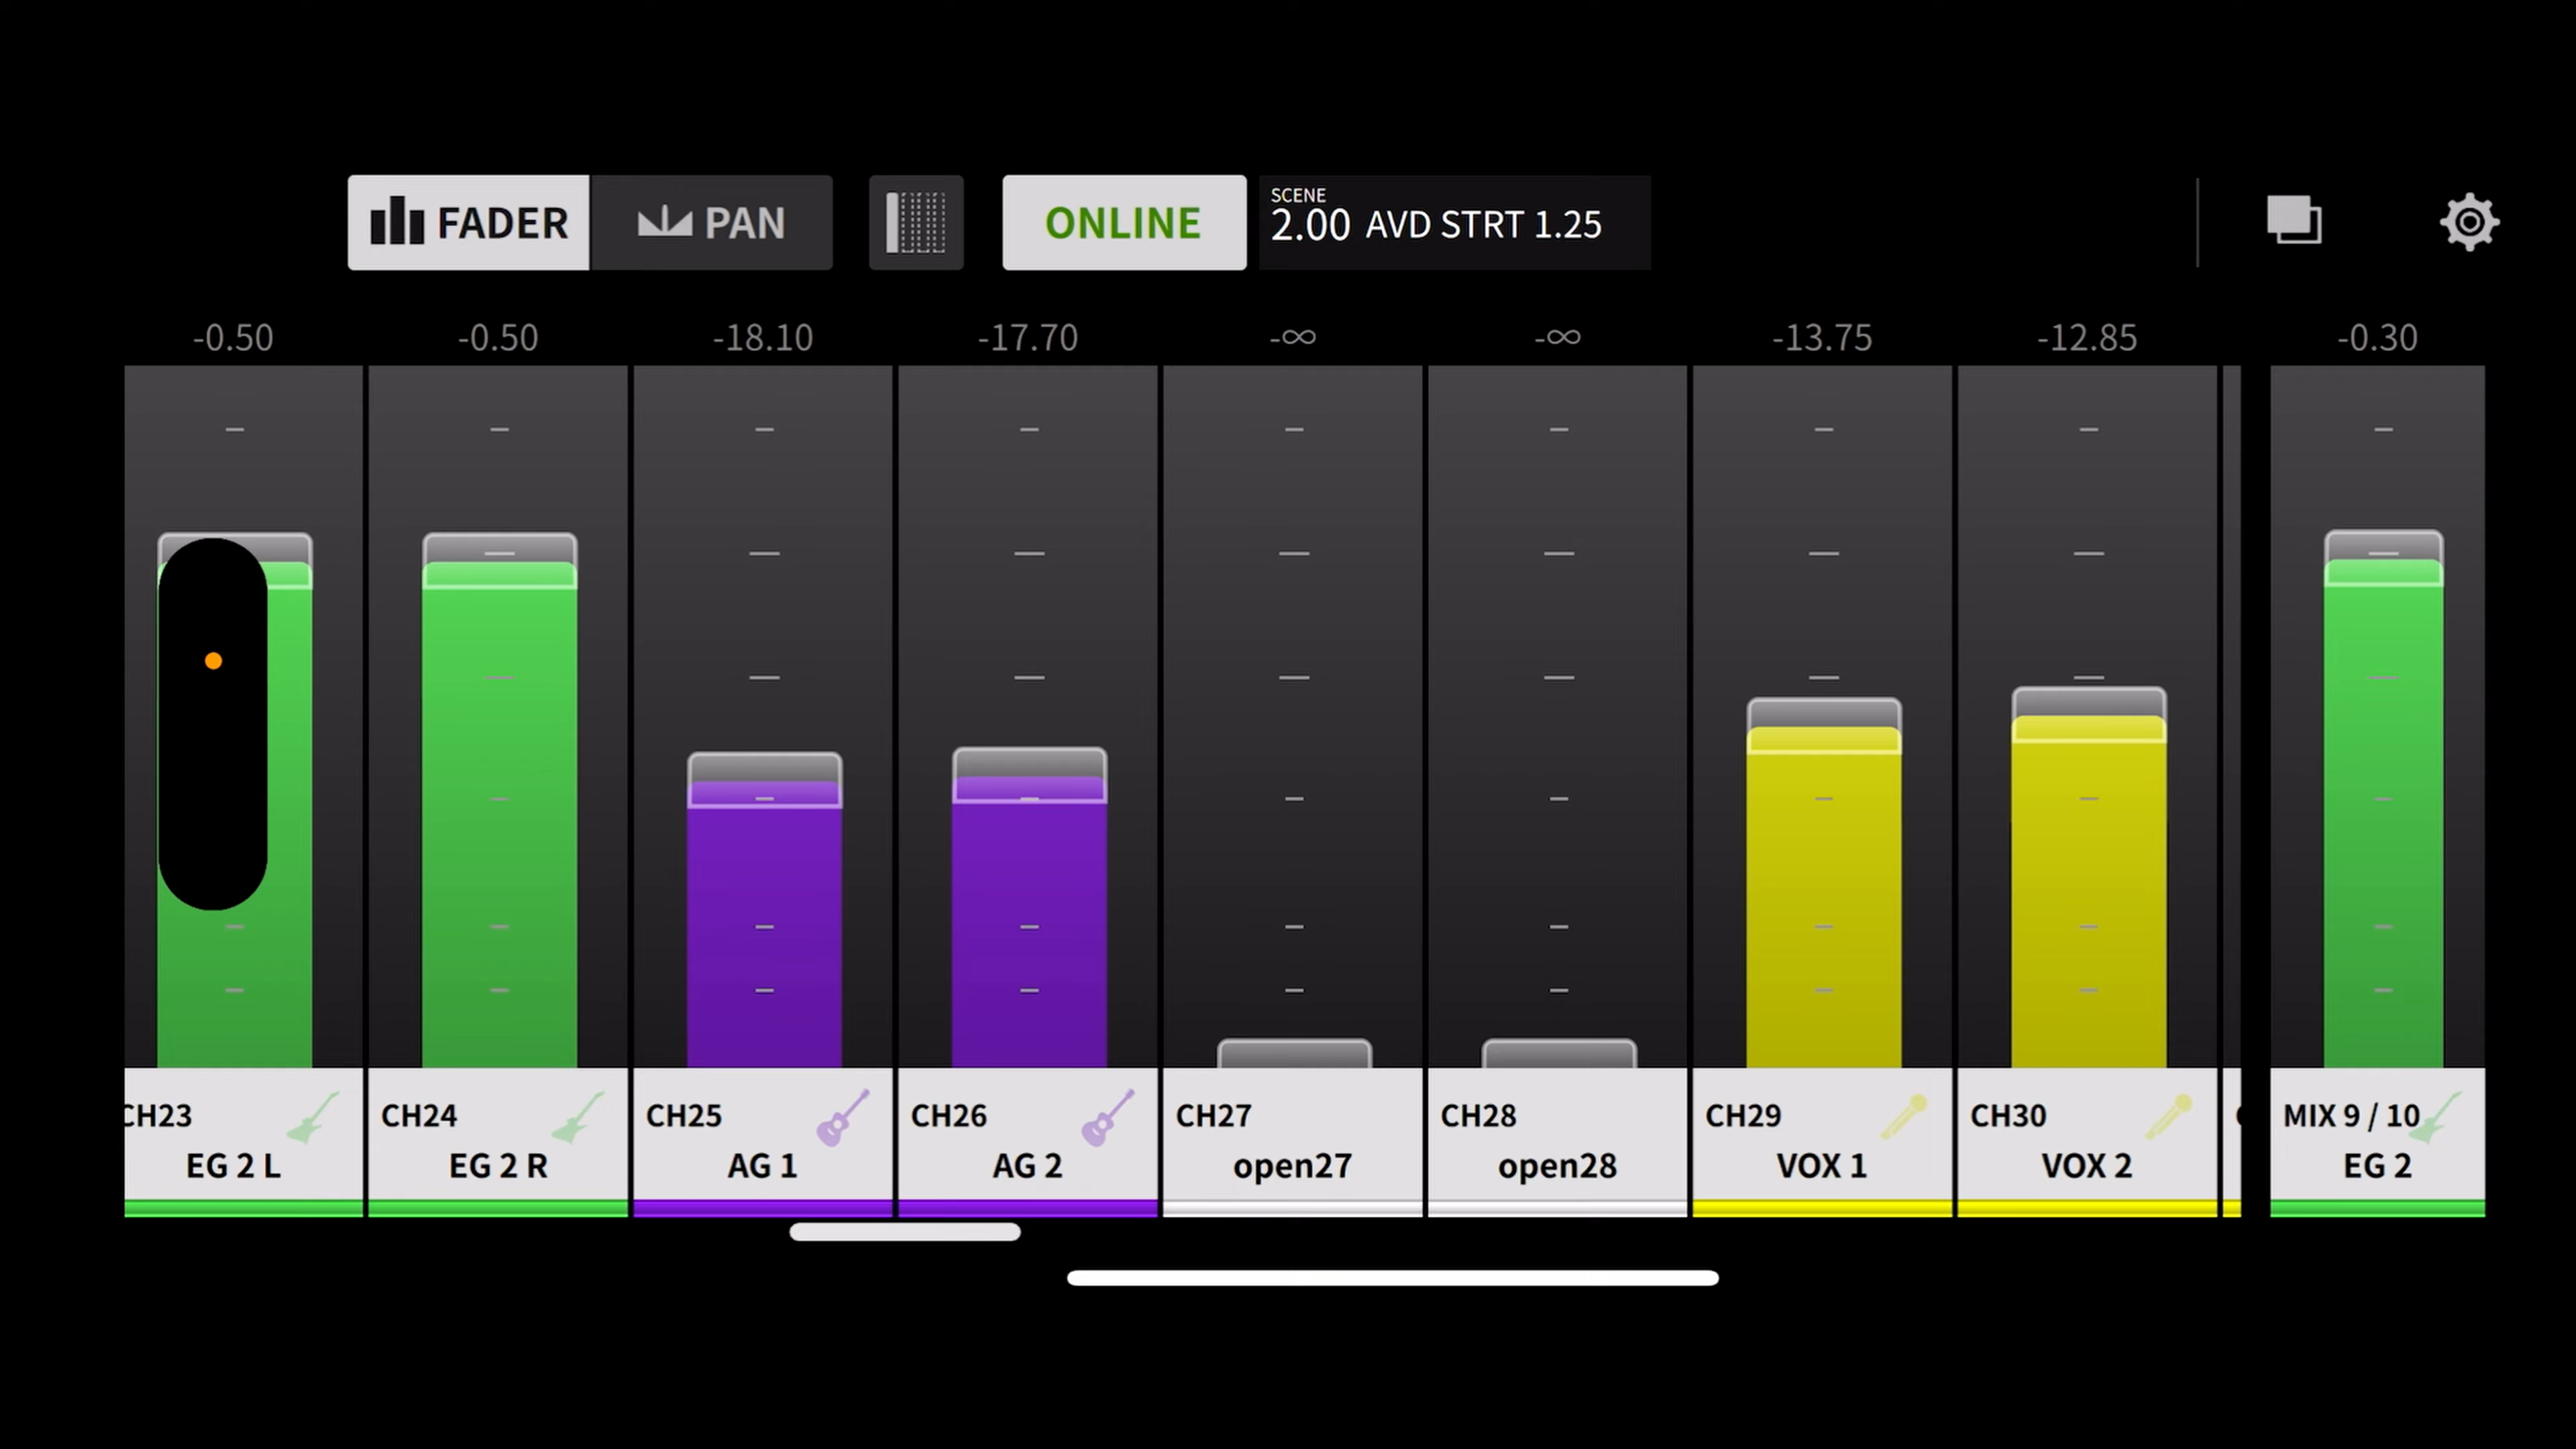 FADER
PAN
ONLINE
SCENE
2.00 AVD STRT 1.25
-0.50
-0.50
-18.10
-17.70
-∞
-∞
-13.75
-12.85
-0.30
CH23
EG 2 L
CH24
EG 2 R
CH25
AG 1
CH26
AG 2
CH27
open27
CH28
open28
CH29
VOX 1
CH30
VOX 2
MIX 9 / 10
EG 2